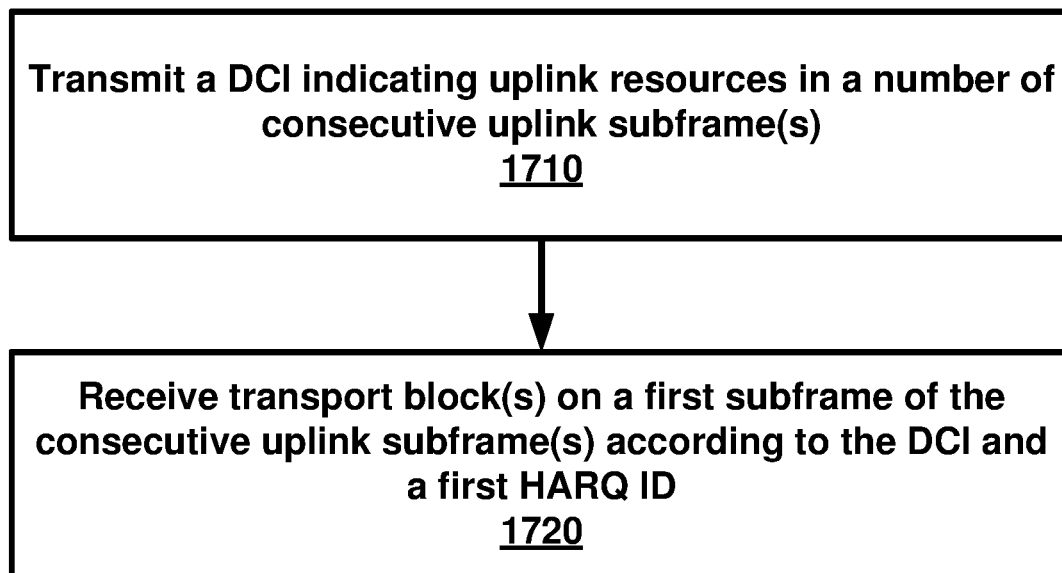 Transmit a DCI indicating uplink resources in a number of
consecutive uplink subframe(s)
1710
Receive transport block(s) on a first subframe of the
consecutive uplink subframe(s) according to the DCI and
a first HARQ ID
1720